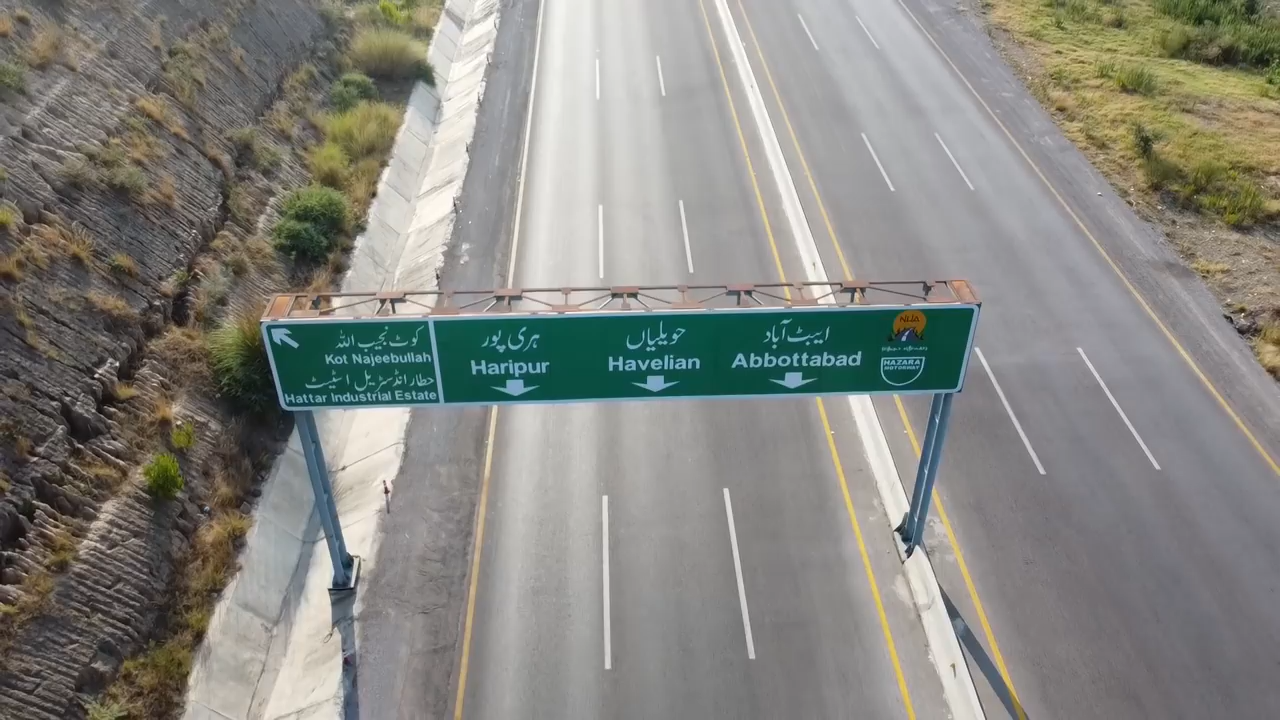 کوٹ نجیب اللہ
Kot Najeebullah
حطار انڈسٹریل اسٹیٹ
Hattar Industrial Estate
ہری پور
Haripur
حویلیاں
Havelian
ایبٹ آباد
Abbottabad
NHA
HAZARA
MOTORWAY